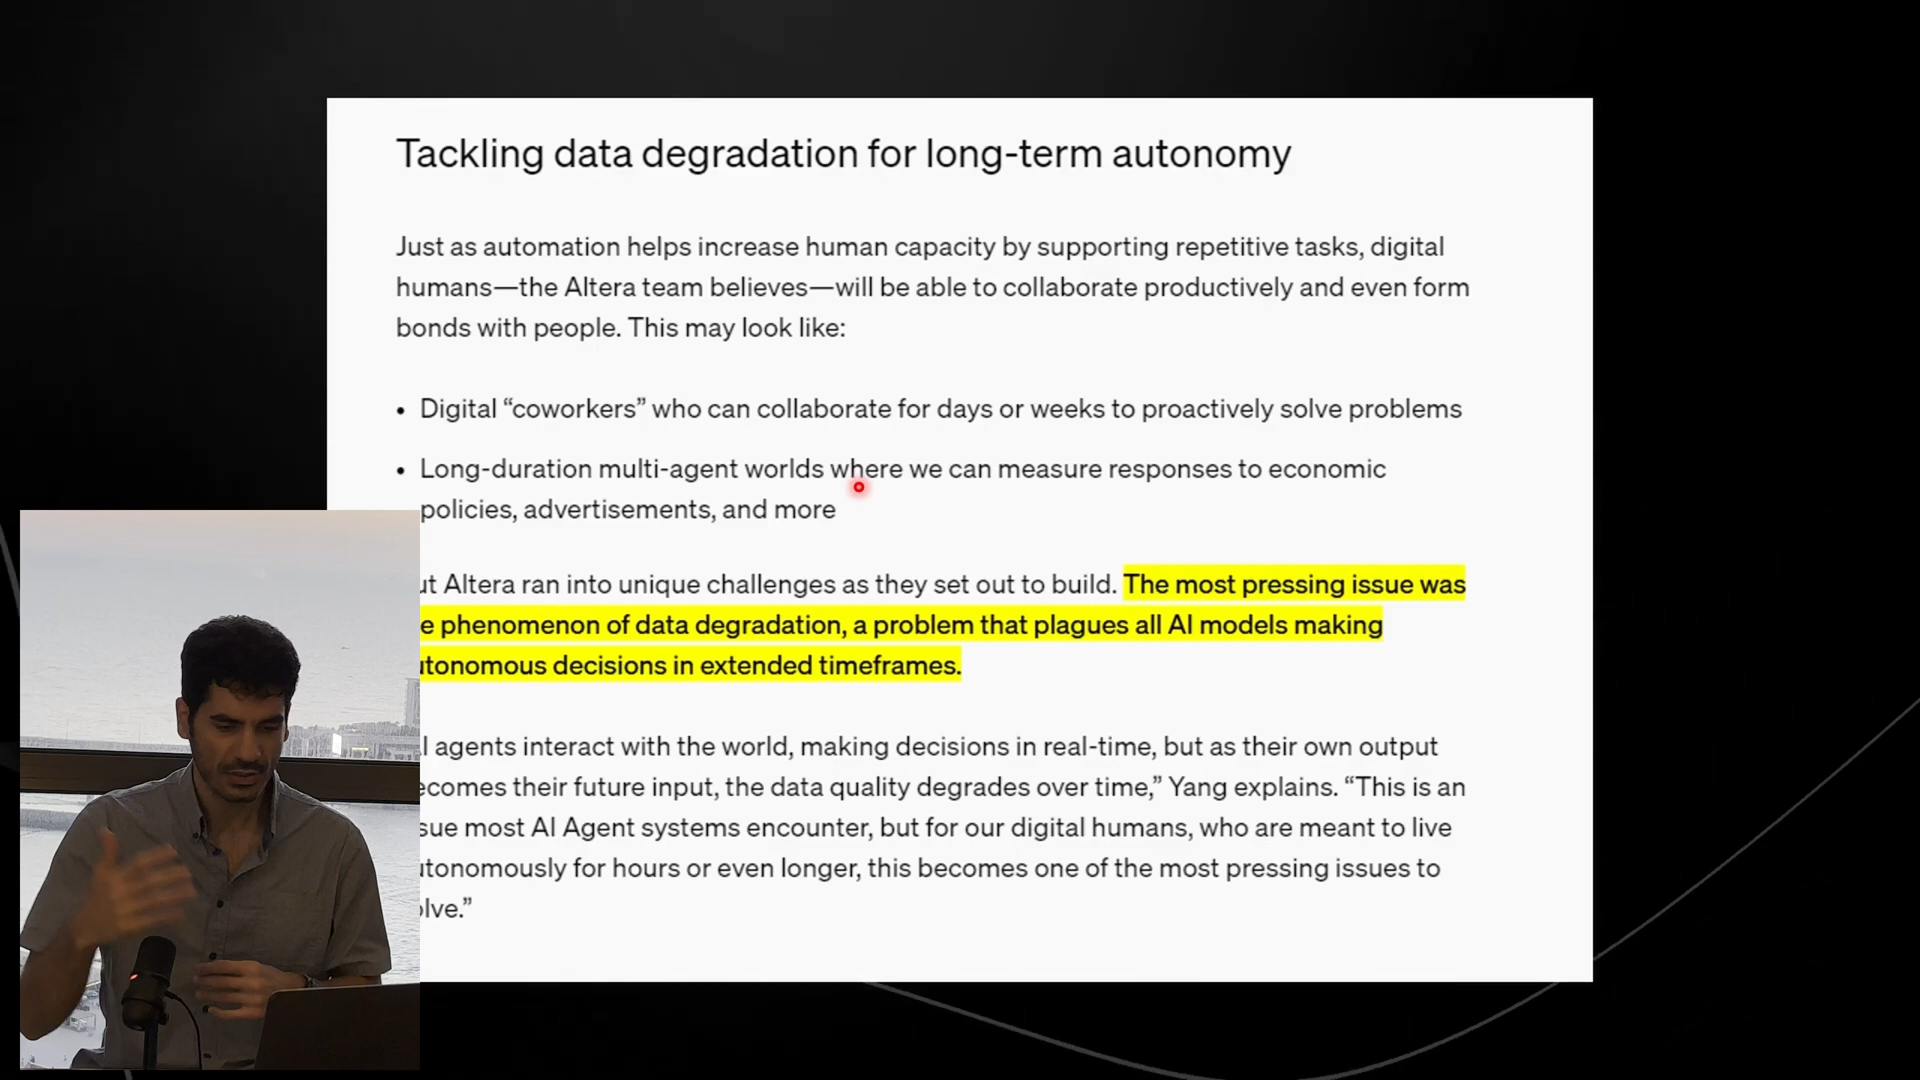 Tackling data degradation for long-term autonomy
Just as automation helps increase human capacity by supporting repetitive tasks, digital
humans—the Altera team believes—will be able to collaborate productively and even form
bonds with people. This may look like:
• Digital “coworkers” who can collaborate for days or weeks to proactively solve problems
• Long-duration multi-agent worlds where we can measure responses to economic
policies, advertisements, and more
ut Altera ran into unique challenges as they set out to build. The most pressing issue was
e phenomenon of data degradation, a problem that plagues all AI models making
utonomous decisions in extended timeframes.
I agents interact with the world, making decisions in real-time, but as their own output
ecomes their future input, the data quality degrades over time,” Yang explains. “This is an
sue most AI Agent systems encounter, but for our digital humans, who are meant to live
utonomously for hours or even longer, this becomes one of the most pressing issues to
olve.”